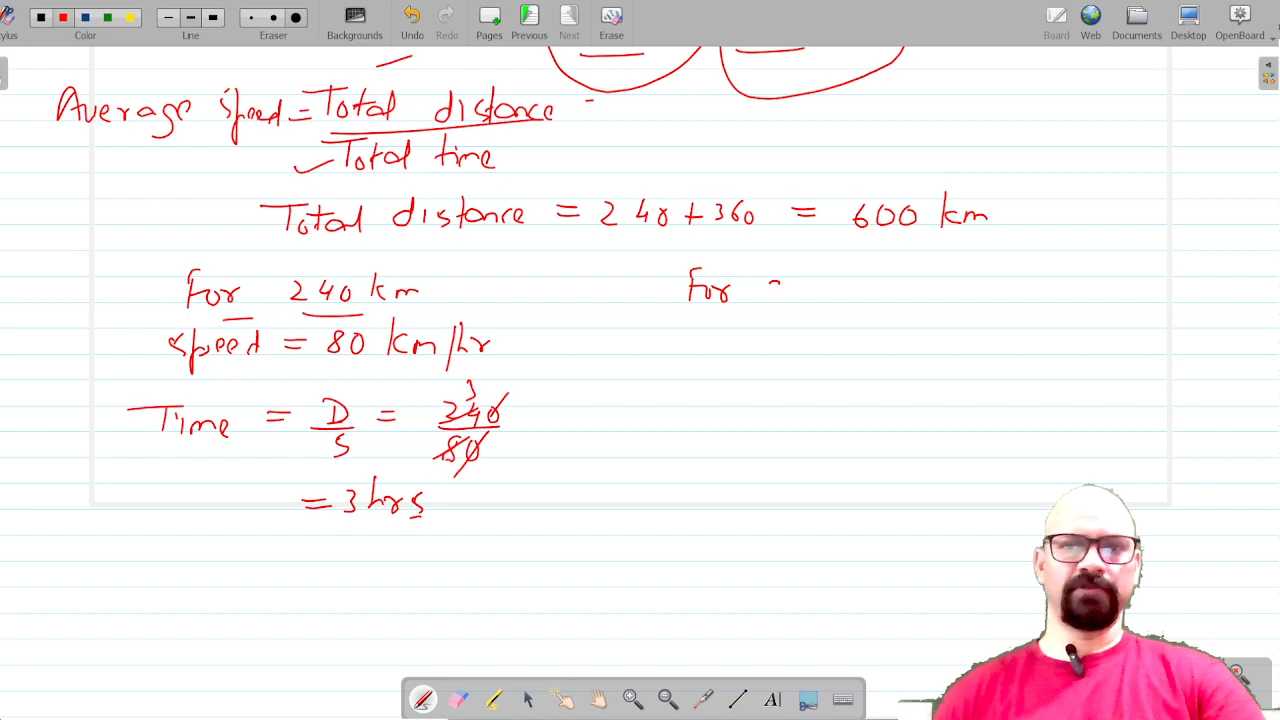 tylus
Color
Line
Eraser
Backgrounds
Undo
Redo
Pages
Previous
Next
Erase
Board
Web
Documents
Desktop
OpenBoard
Average speed = Total distance
Total time
Total distance = 240 + 360 = 600 km
For 240 km
For
speed = 80 km/hr
Time = D/S = 240/80
3
= 3 hrs